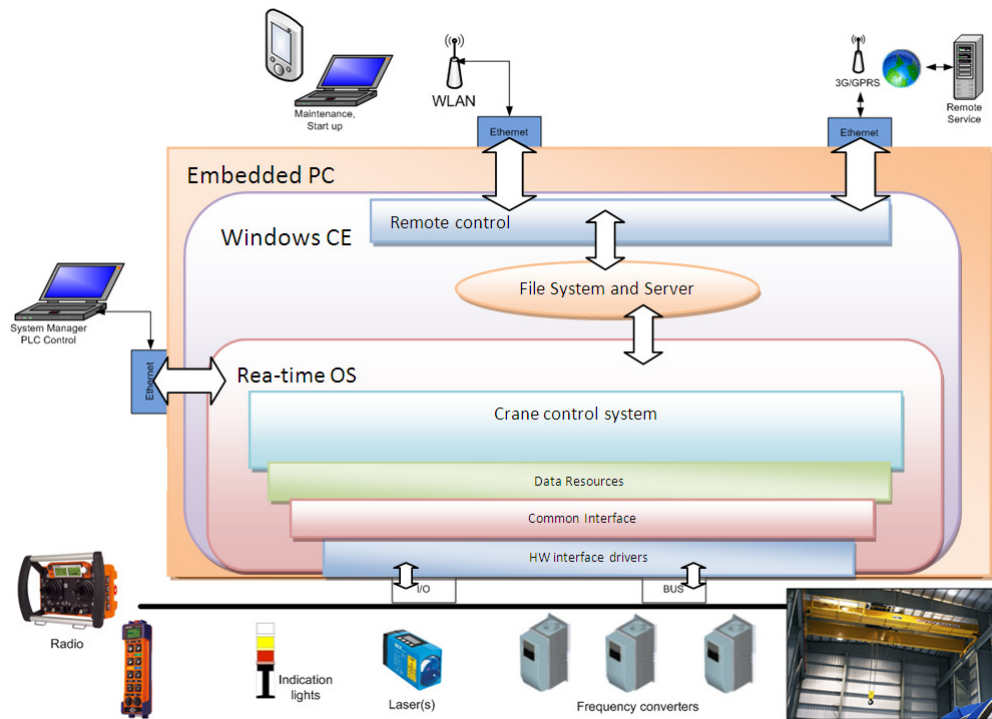 Maintenance,
Start up
WLAN
3G/GPRS
Remote
Service
Ethernet
Ethernet
Embedded PC
Remote control
Windows CE
File System and Server
System Manager
PLC Control
Ethernet
Rea-time OS
Crane control system
Data Resources
Common Interface
HW interface drivers
I/O
BUS
Radio
Indication
lights
Laser(s)
Frequency converters